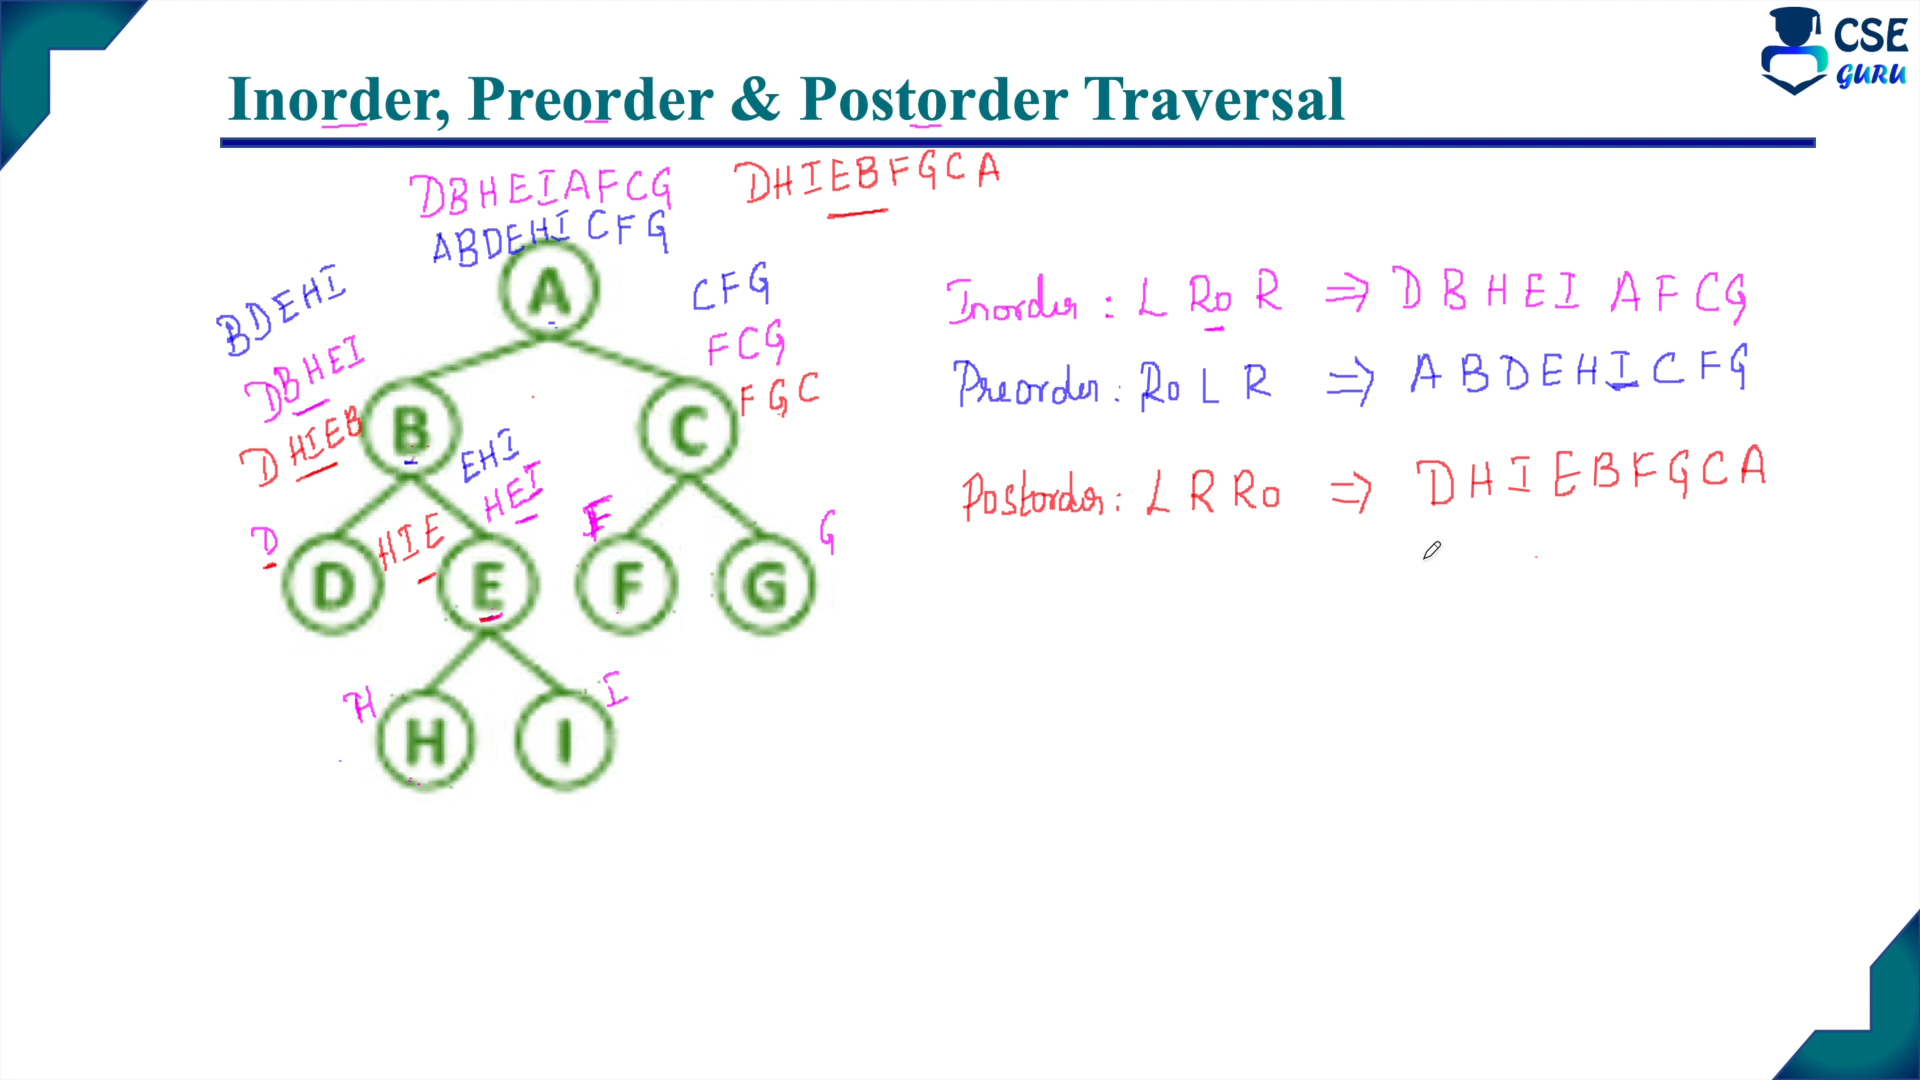 CSE
GURU
Inorder, Preorder & Postorder Traversal
DBHEIAFCG
DHIEBFGCA
ABDEHICFG
A
BDEHI
DBHEI
DHIEB
B
CFG
FCG
FGC
C
EHI
HEI
HIE
D
D
E
F
F
G
G
H
H
I
I
Inorder : L Ro R ⇒ D B H E I A F C G
Preorder : Ro L R ⇒ A B D E H I C F G
Postorder : L R Ro ⇒ D H I E B F G C A